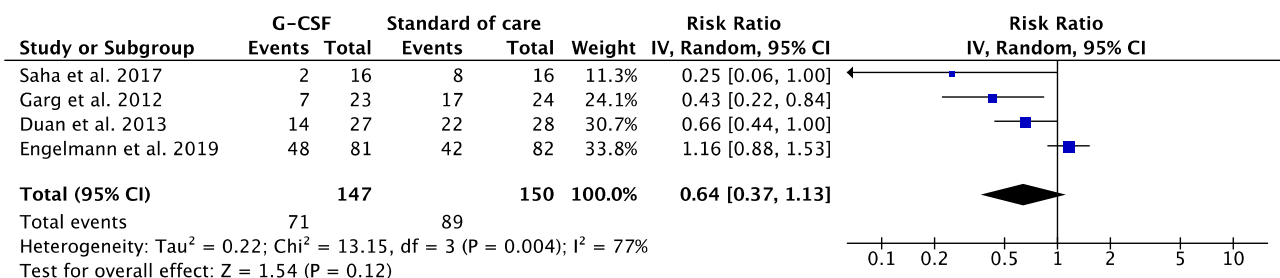 G-CSF Standard of care Risk Ratio Risk Ratio
Study or Subgroup Events Total Events Total Weight IV, Random, 95% CI IV, Random, 95% CI
Saha et al. 2017 2 16 8 16 11.3% 0.25 [0.06, 1.00]
Garg et al. 2012 7 23 17 24 24.1% 0.43 [0.22, 0.84]
Duan et al. 2013 14 27 22 28 30.7% 0.66 [0.44, 1.00]
Engelmann et al. 2019 48 81 42 82 33.8% 1.16 [0.88, 1.53]
Total (95% CI) 147 150 100.0% 0.64 [0.37, 1.13]
Total events 71 89
Heterogeneity: Tau² = 0.22; Chi² = 13.15, df = 3 (P = 0.004); I² = 77%
Test for overall effect: Z = 1.54 (P = 0.12)
0.1 0.2 0.5 1 2 5 10